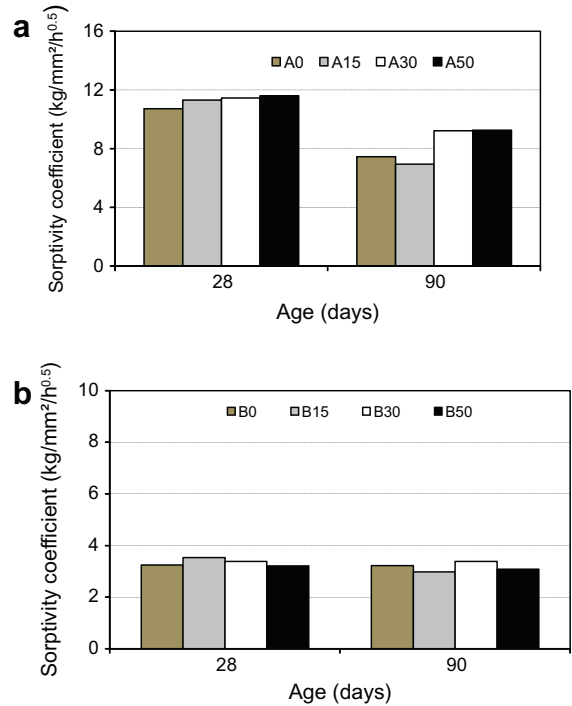 a
Sorptivity coefficient (kg/mm²/h^0.5)
16
12
8
4
0
A0 A15 A30 A50
28 90
Age (days)
b
Sorptivity coefficient (kg/mm²/h^0.5)
10
8
6
4
2
0
B0 B15 B30 B50
28 90
Age (days)